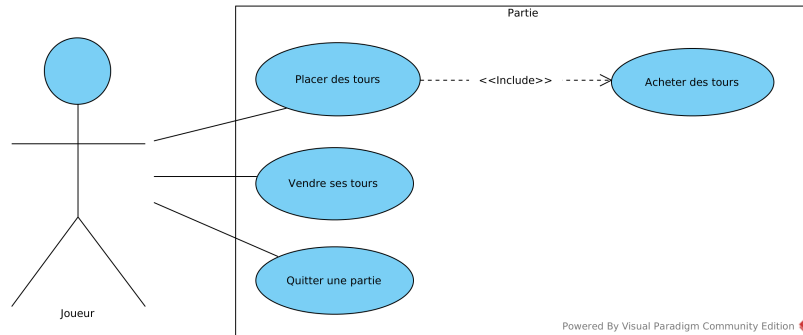 Partie
Placer des tours
<<Include>>
Acheter des tours
Vendre ses tours
Quitter une partie
Joueur
Powered By Visual Paradigm Community Edition